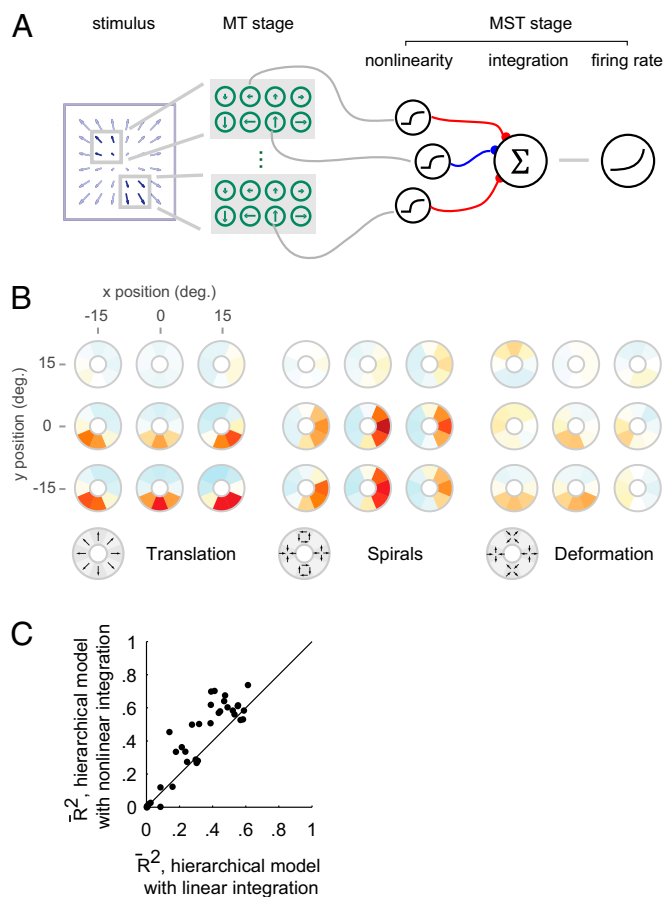 A
stimulus
MT stage
MST stage
nonlinearity
integration
firing rate
Σ
B
x position (deg.)
-15 0 15
y position (deg.)
15
0
-15
Translation
Spirals
Deformation
C
R̄², hierarchical model
with nonlinear integration
1
.8
.6
.4
.2
0
0 .2 .4 .6 .8 1
R̄², hierarchical model
with linear integration